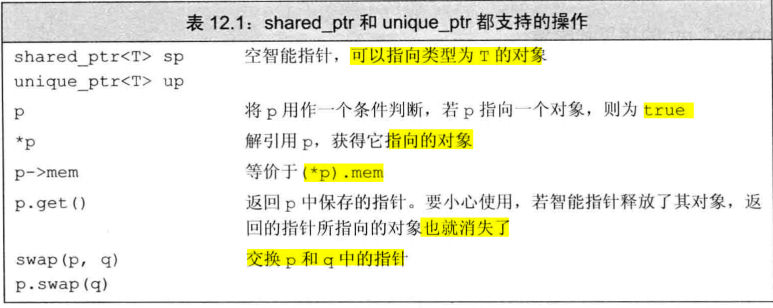 表 12.1：shared_ptr 和 unique_ptr 都支持的操作
shared_ptr<T> sp 空智能指针，可以指向类型为 T 的对象
unique_ptr<T> up
p 将 p 用作一个条件判断，若 p 指向一个对象，则为 true
*p 解引用 p，获得它指向的对象
p->mem 等价于(*p).mem
p.get() 返回 p 中保存的指针。要小心使用，若智能指针释放了其对象，返
回的指针所指向的对象也就消失了
swap(p, q) 交换 p 和 q 中的指针
p.swap(q)